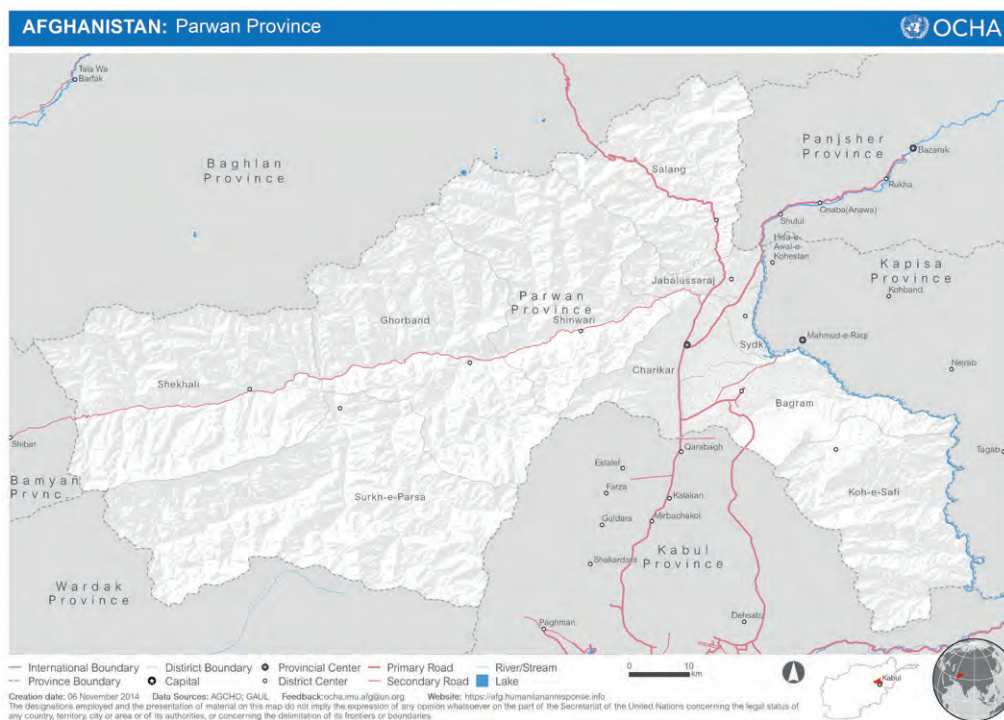 AFGHANISTAN: Parwan Province
OCHA
Tala Wa
Barfak
Baghlan
Province
Salang
Panjsher
Province
Bazarak
Rukha
Onaba(Anawa)
Shutul
Hisa-e-
Awal-e-
Kohestan
Kapisa
Province
Kohband
Jabalussaraj
Parwan
Province
Ghorband
Shinwari
Mahmud-e-Raqi
Sydk
Charikar
Nejrab
Shekhali
Bagram
Shibar
Qarabagh
Tagab
Bamyan
Prvnc.
Estalef
Surkh-e-Parsa
Farza
Kalakan
Koh-e-Safi
Guldara
Mirbachakot
Shakardara
Kabul
Province
Wardak
Province
Paghman
Dehsabz
International Boundary
District Boundary
Provincial Center
Primary Road
River/Stream
Province Boundary
Capital
District Center
Secondary Road
Lake
0 10
km
Kabul
Creation date: 06 November 2014 Data Sources: AGCHO; GAUL Feedback:ocha.imu.afg@un.org Website: https://afg.humanitarianresponse.info
The designations employed and the presentation of material on this map do not imply the expression of any opinion whatsoever on the part of the Secretariat of the United Nations concerning the legal status of
any country, territory, city or area or of its authorities, or concerning the delimitation of its frontiers or boundaries.